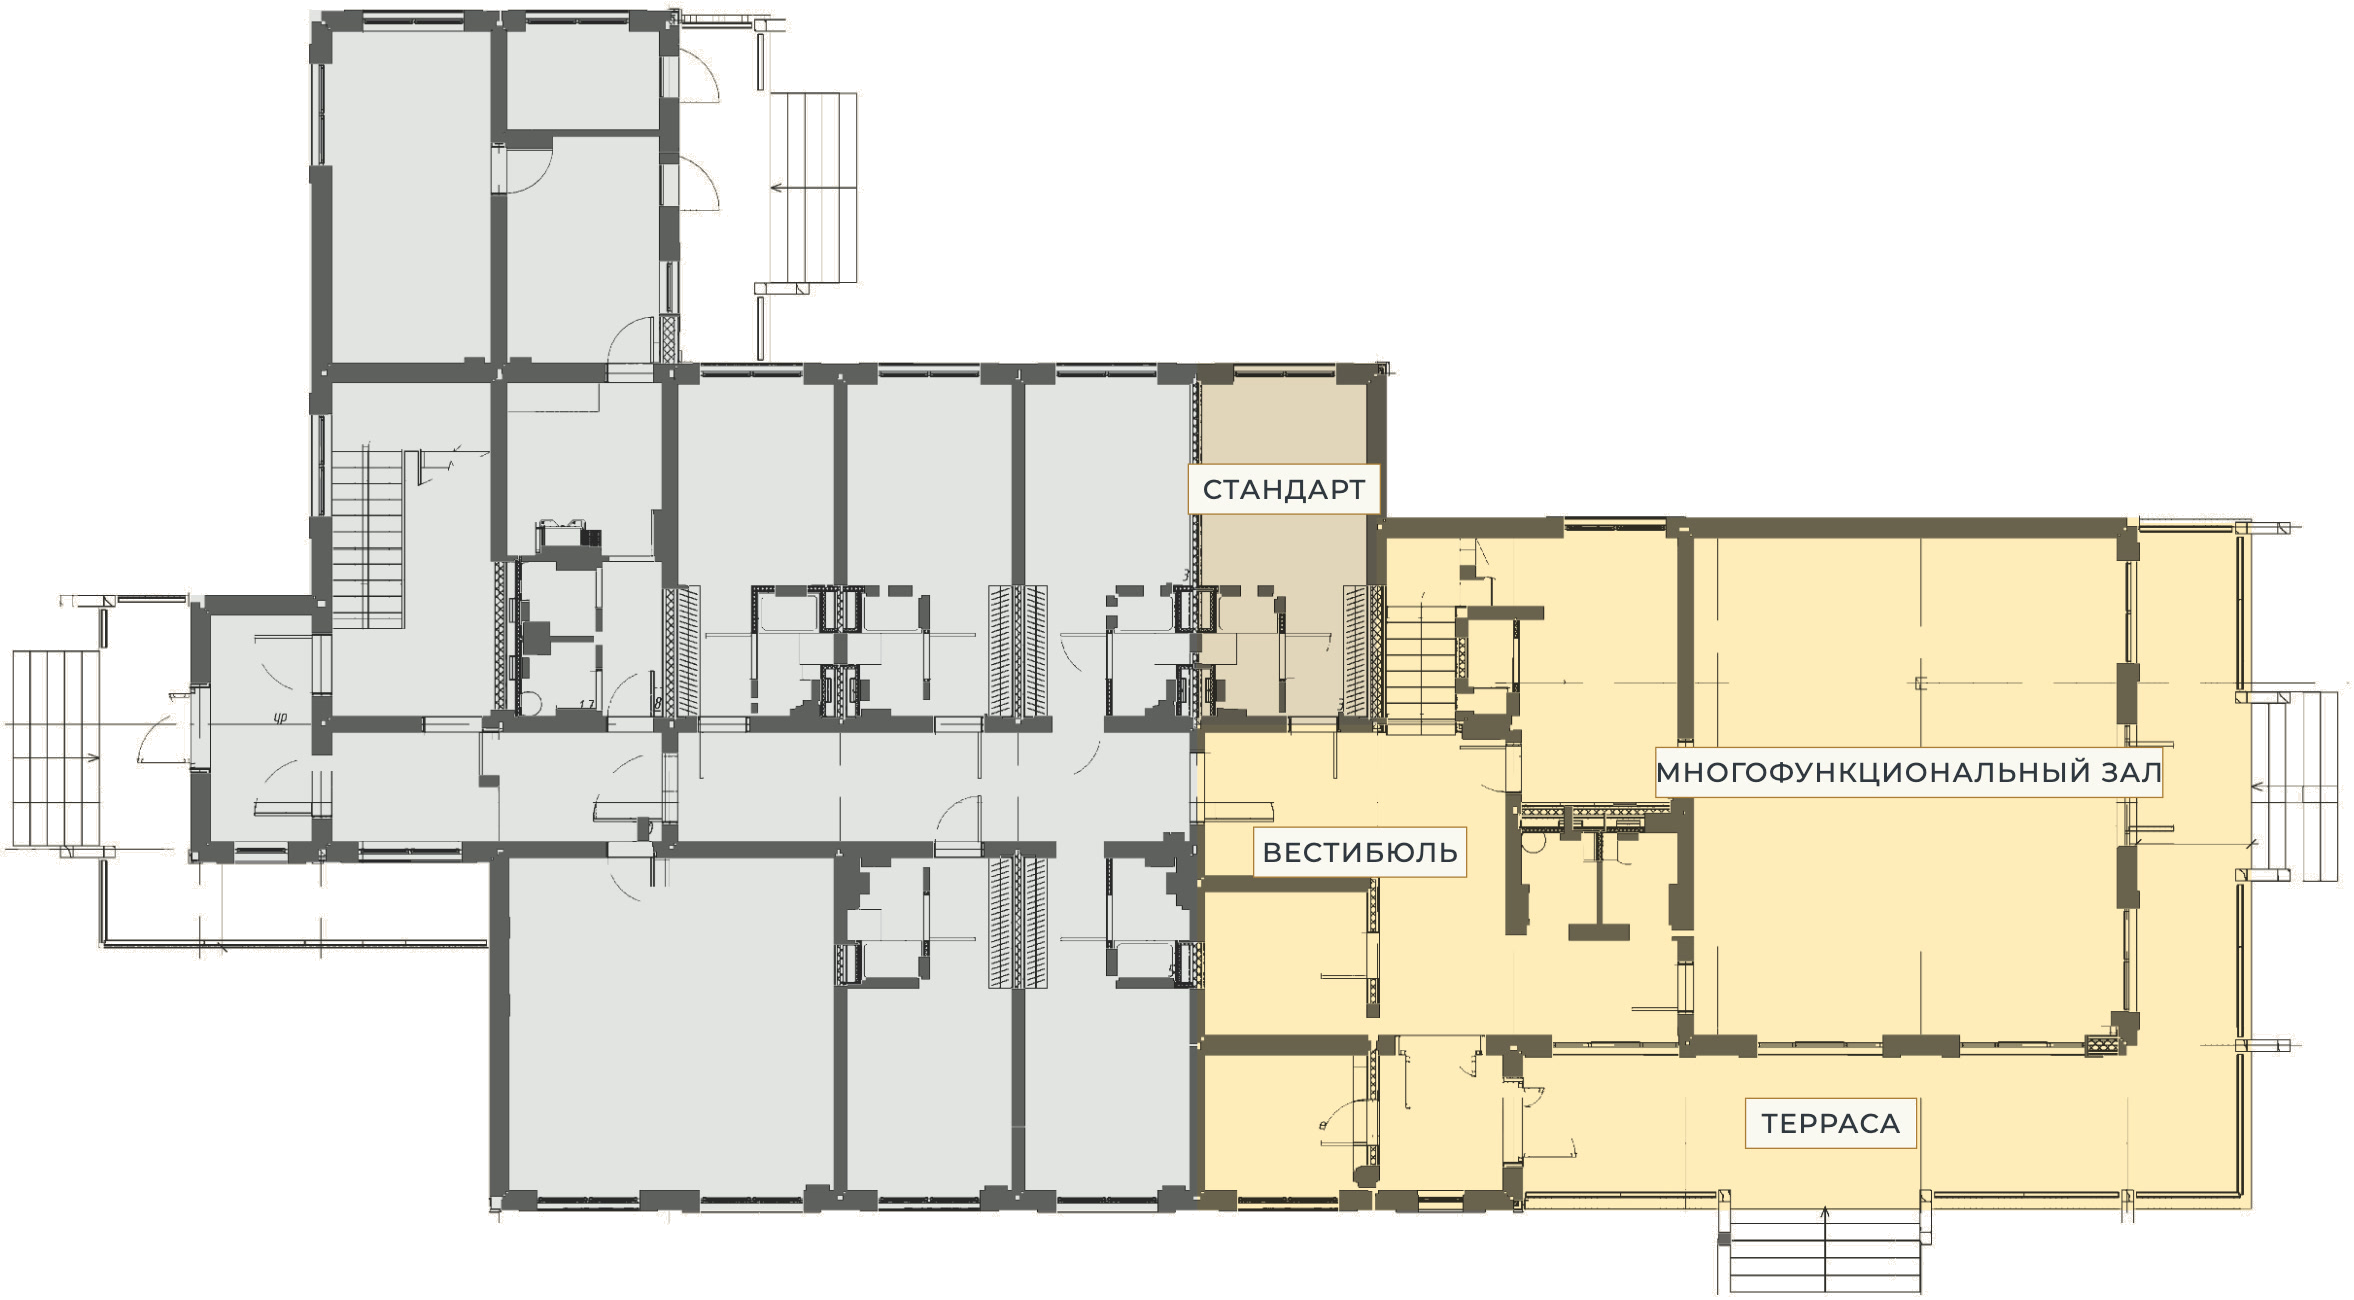 СТАНДАРТ
МНОГОФУНКЦИОНАЛЬНЫЙ ЗАЛ
ВЕСТИБЮЛЬ
ТЕРРАСА